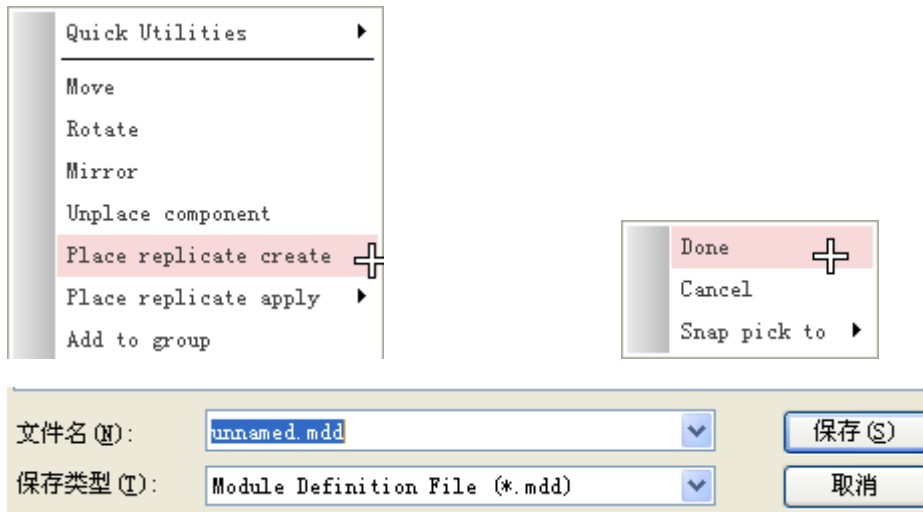 Quick Utilities
Move
Rotate
Mirror
Unplace component
Place replicate create
Place replicate apply
Add to group
Done
Cancel
Snap pick to
文件名(N):
unnamed.mdd
保存(S)
保存类型(T):
Module Definition File (*.mdd)
取消